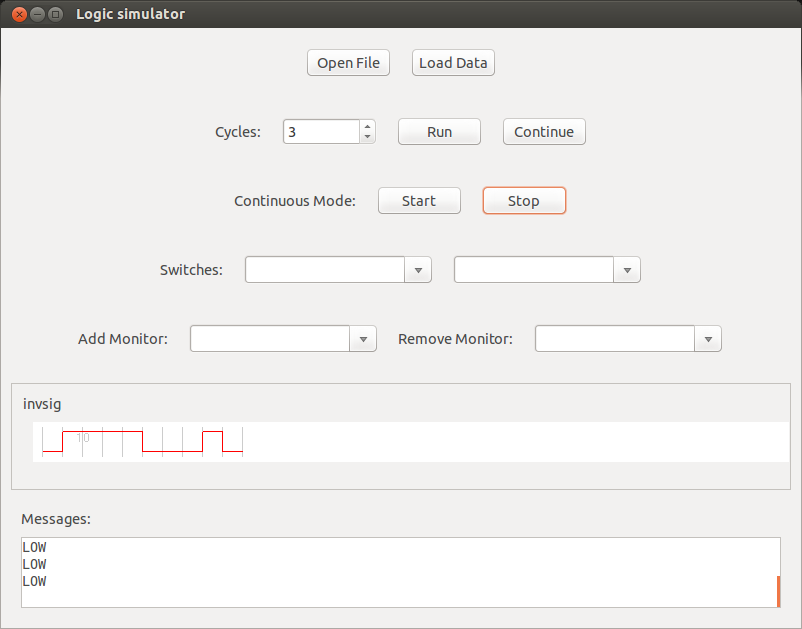 Logic simulator
Open File Load Data
Cycles: 3 Run Continue
Continuous Mode: Start Stop
Switches:
Add Monitor: Remove Monitor:
invsig
10
Messages:
LOW
LOW
LOW